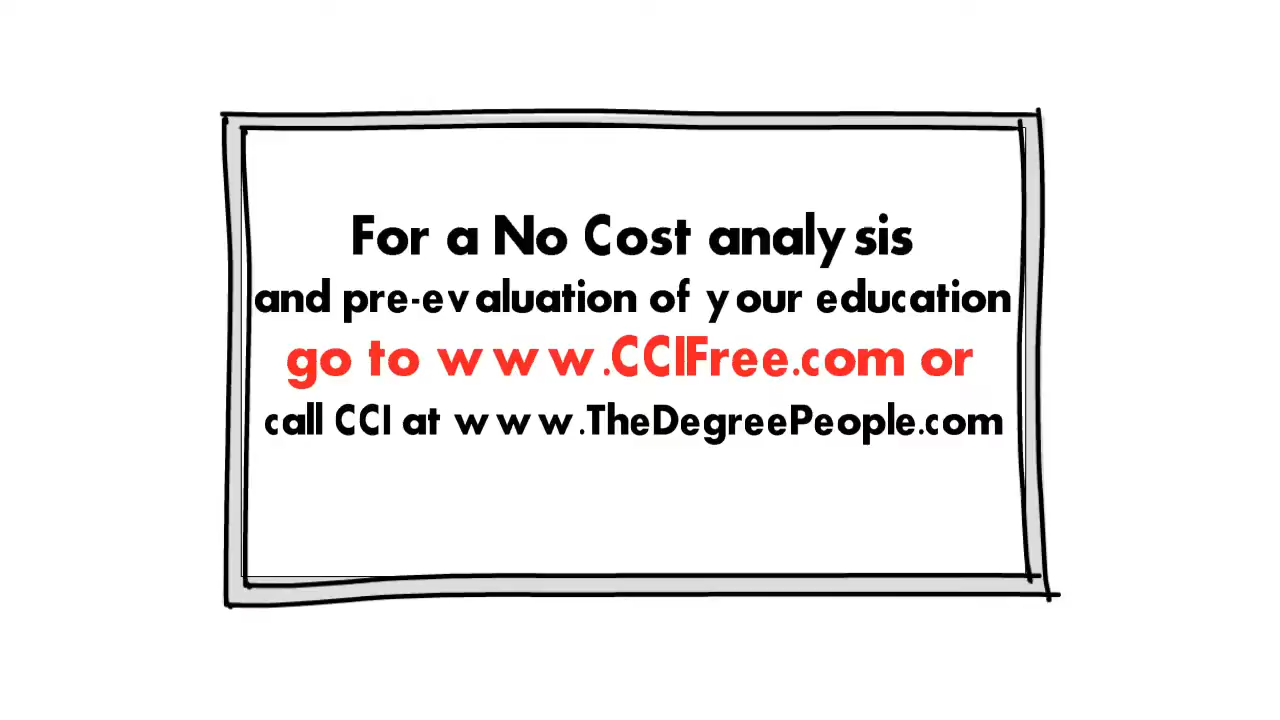 For a No Cost analysis
and pre-evaluation of your education
go to www.CCIFree.com or
call CCI at www.TheDegreePeople.com